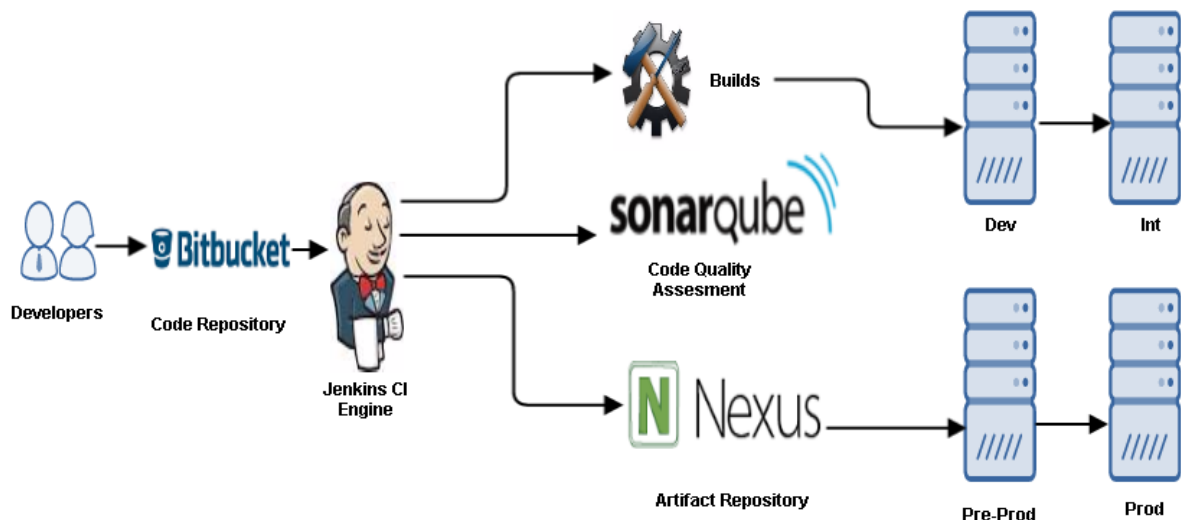 Builds
sonarqube
Dev
Int
Bitbucket
Code Quality
Assesment
Developers
Code Repository
Jenkins CI
Engine
N Nexus
Artifact Repository
Pre-Prod
Prod